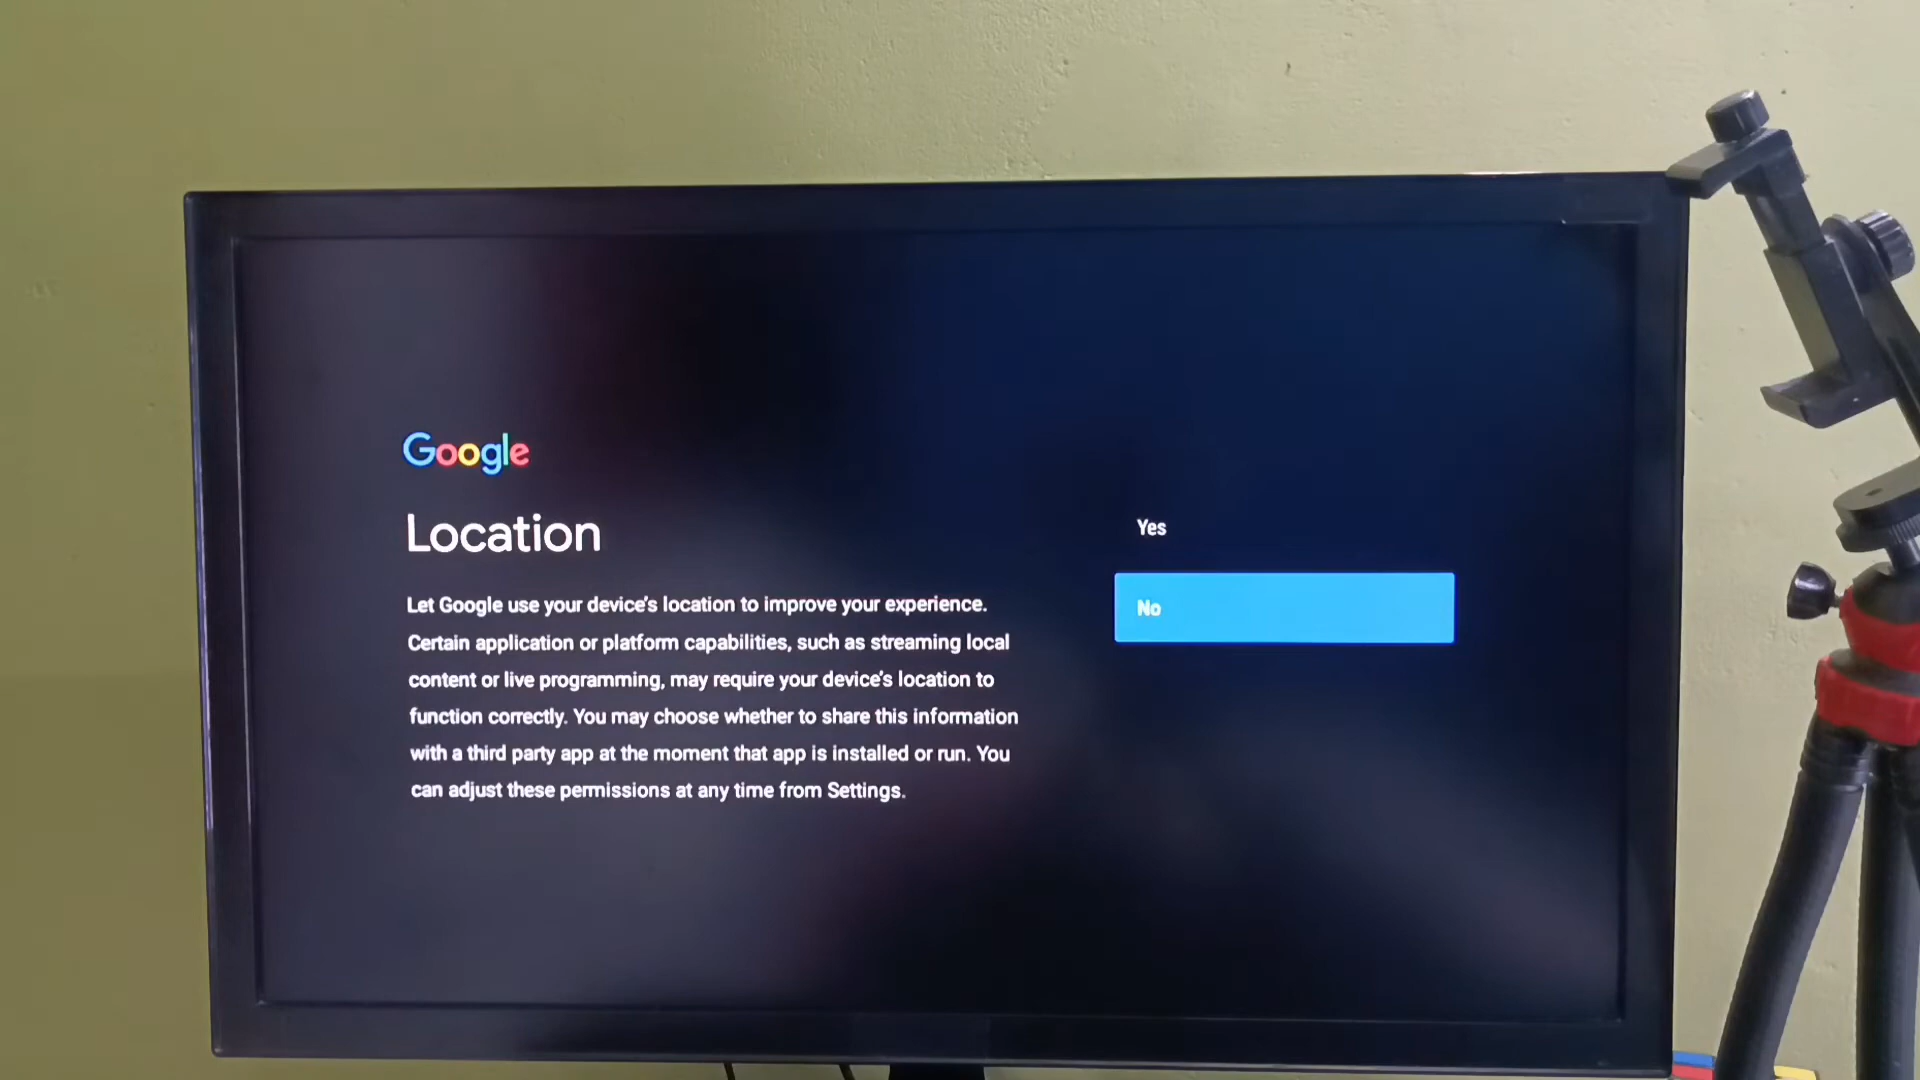 Google
Location
Let Google use your device's location to improve your experience.
Certain application or platform capabilities, such as streaming local
content or live programming, may require your device's location to
function correctly. You may choose whether to share this information
with a third party app at the moment that app is installed or run. You
can adjust these permissions at any time from Settings.
Yes
No